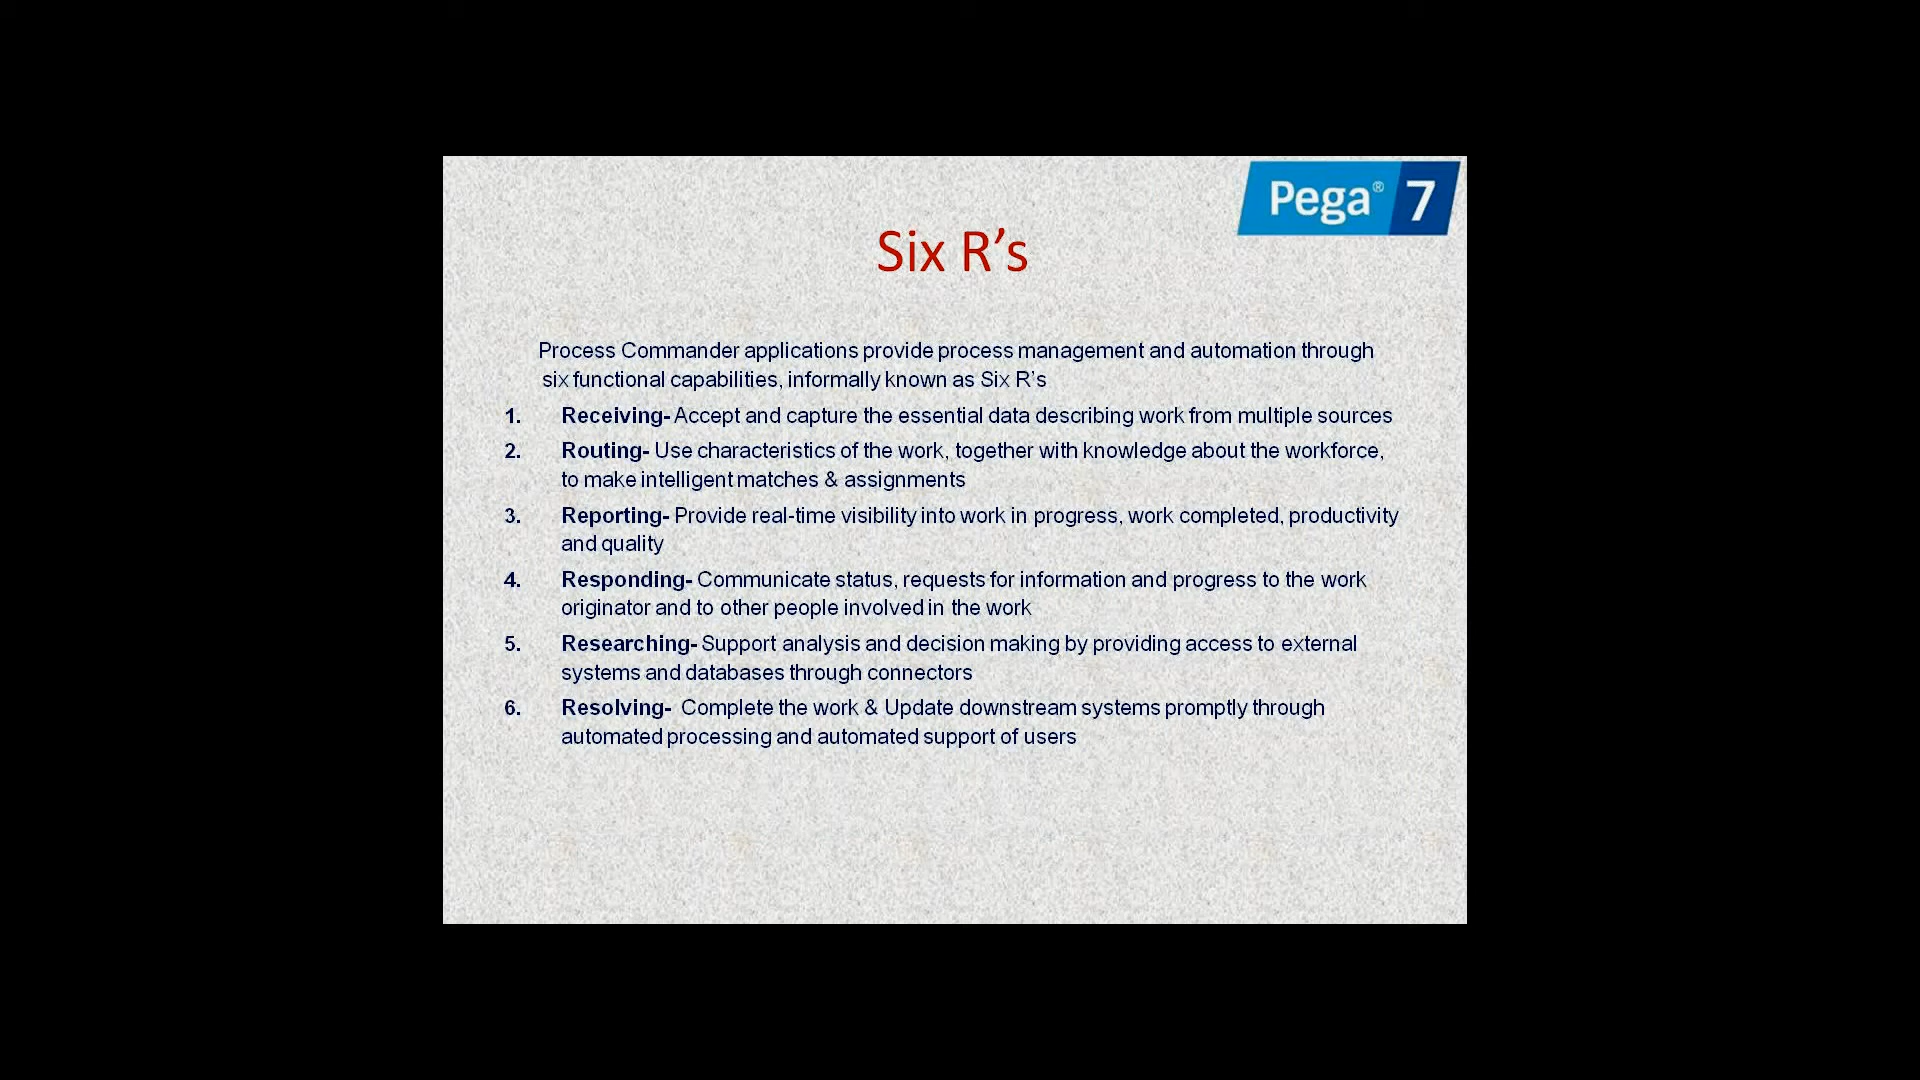 Pega® 7
Six R’s
Process Commander applications provide process management and automation through
six functional capabilities, informally known as Six R’s
1. Receiving- Accept and capture the essential data describing work from multiple sources
2. Routing- Use characteristics of the work, together with knowledge about the workforce,
to make intelligent matches & assignments
3. Reporting- Provide real-time visibility into work in progress, work completed, productivity
and quality
4. Responding- Communicate status, requests for information and progress to the work
originator and to other people involved in the work
5. Researching- Support analysis and decision making by providing access to external
systems and databases through connectors
6. Resolving- Complete the work & Update downstream systems promptly through
automated processing and automated support of users